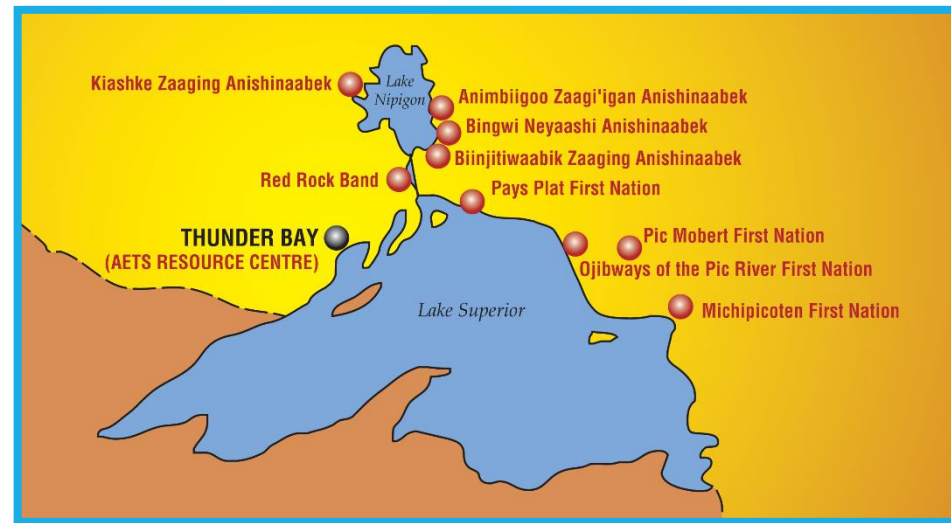 Kiashke Zaaging Anishinaabek
Lake
Nipigon
Animbiigoo Zaagi'igan Anishinaabek
Bingwi Neyaashi Anishinaabek
Biinjitiwaabik Zaaging Anishinaabek
Red Rock Band
Pays Plat First Nation
THUNDER BAY
(AETS RESOURCE CENTRE)
Pic Mobert First Nation
Ojibways of the Pic River First Nation
Lake Superior
Michipicoten First Nation